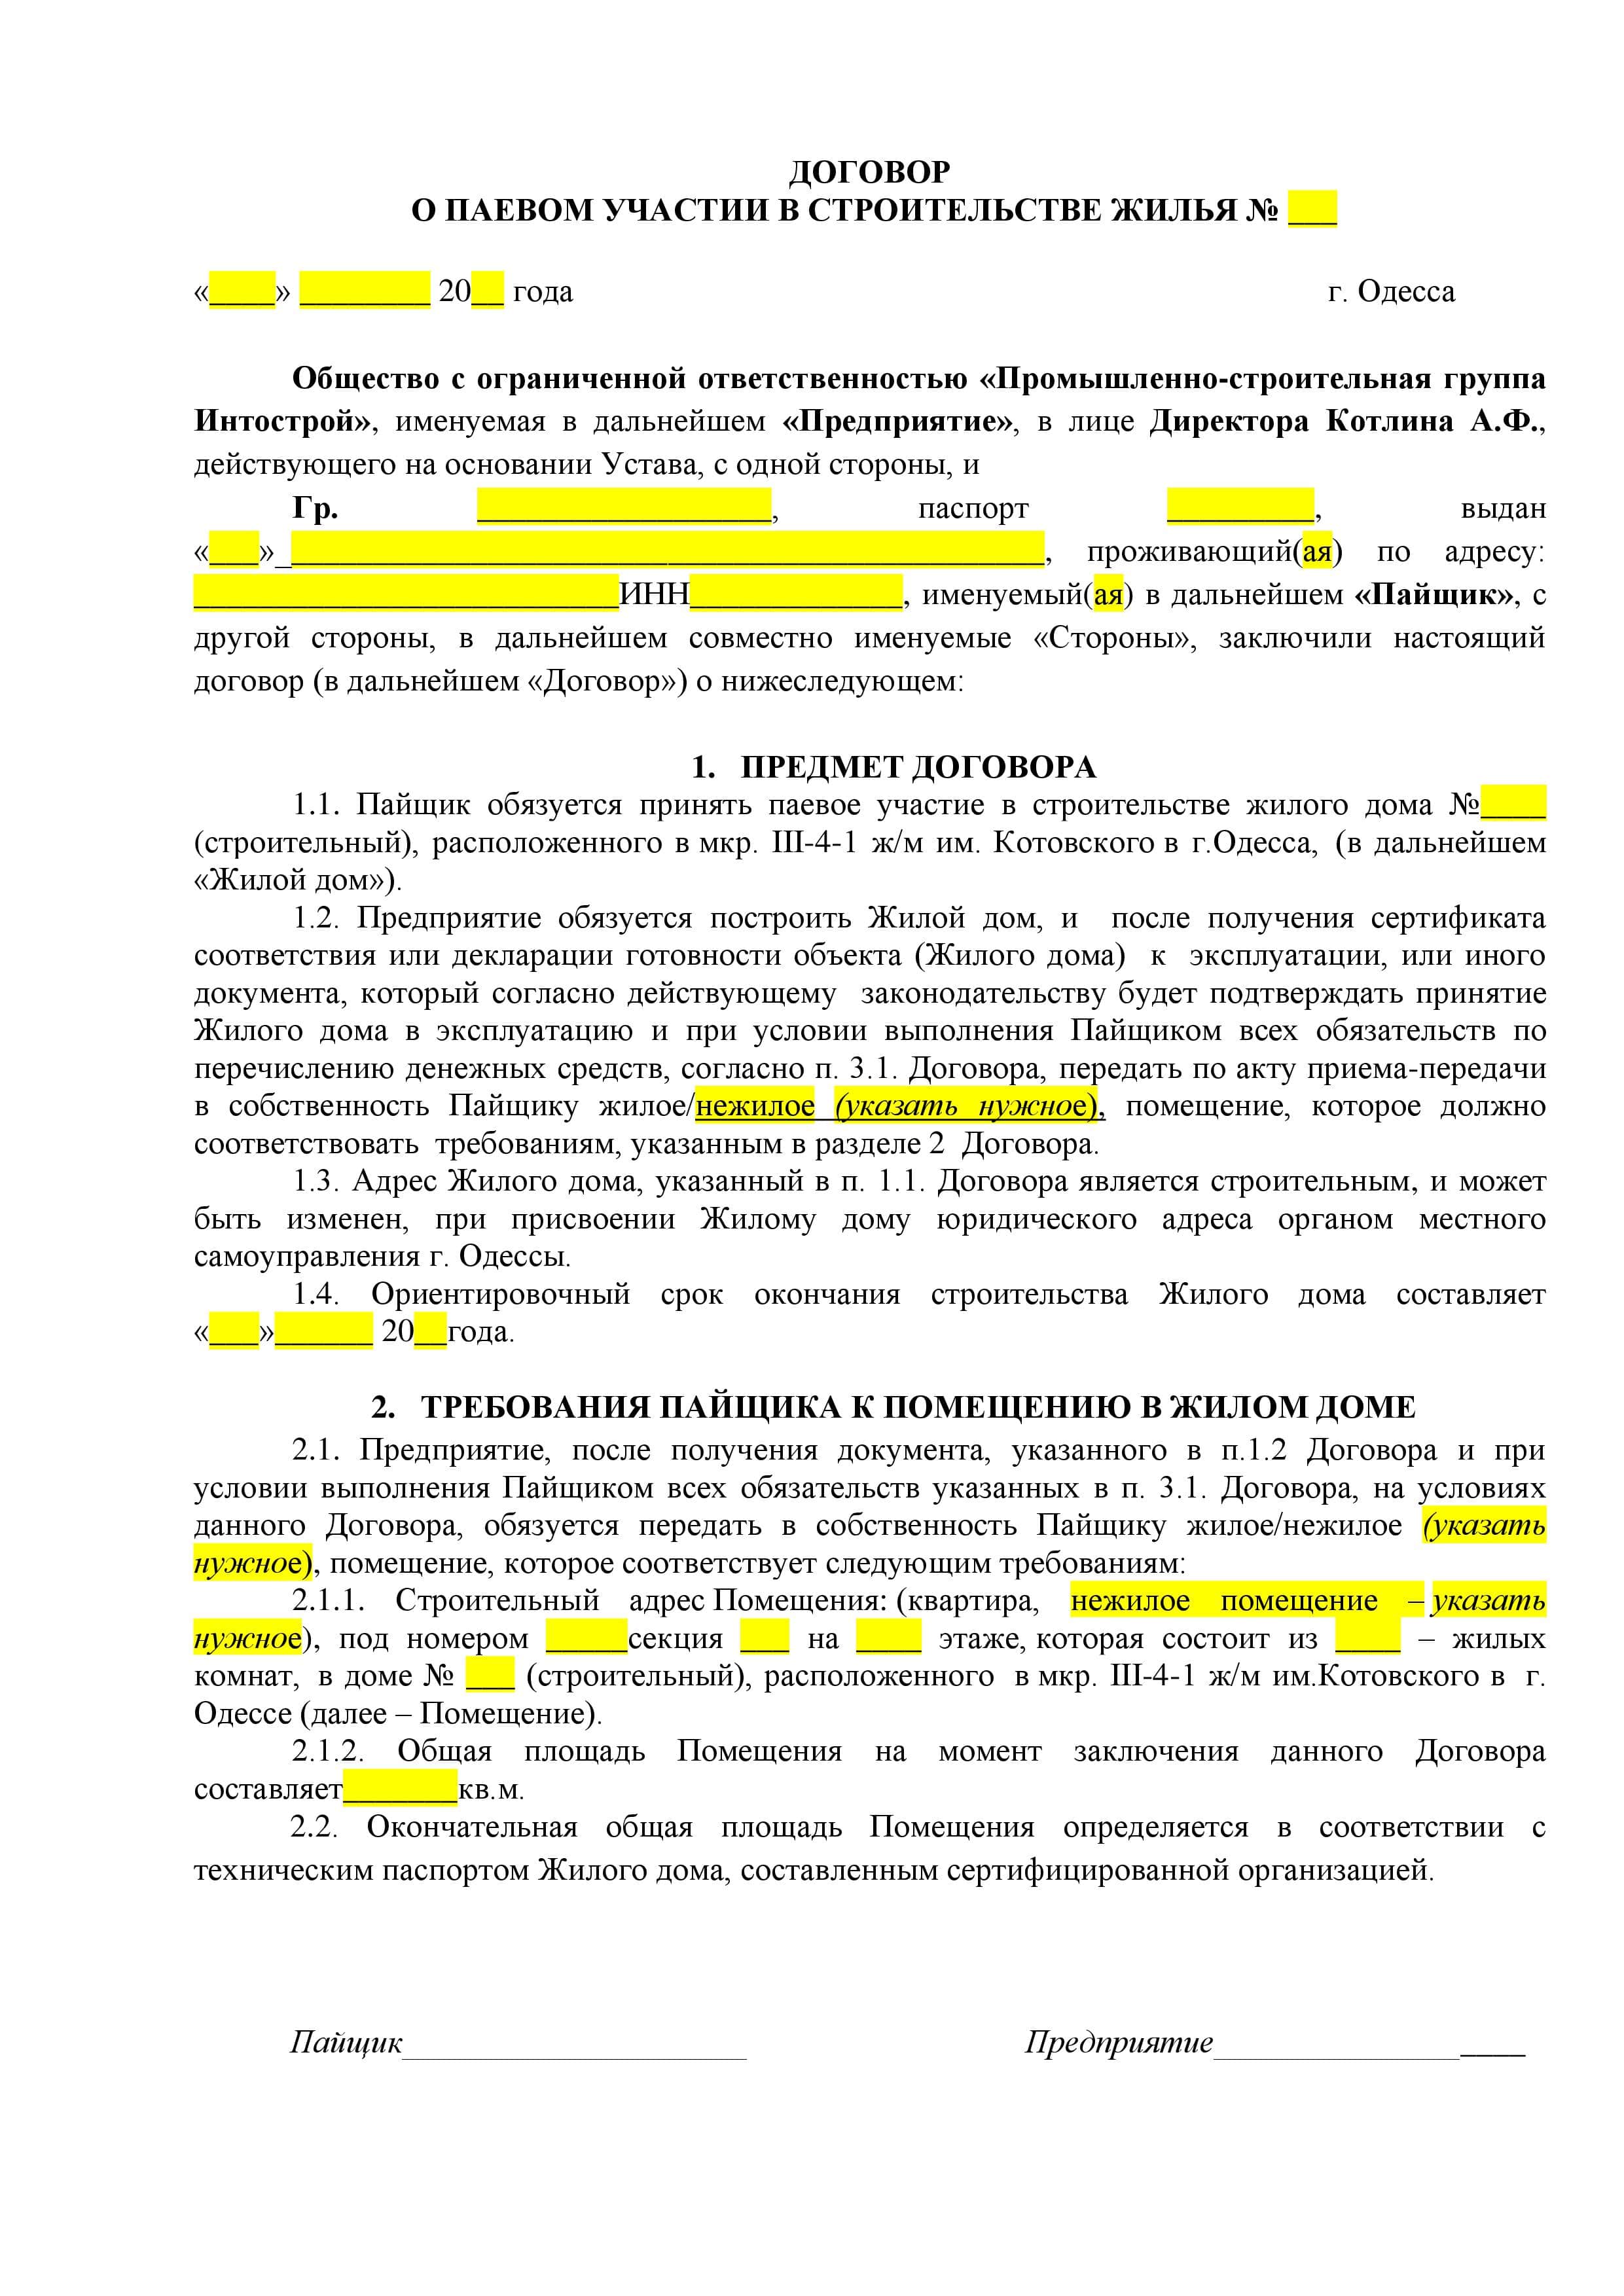 ДОГОВОР
О ПАЕВОМ УЧАСТИИ В СТРОИТЕЛЬСТВЕ ЖИЛЬЯ № ___
«____» ________ 20__ года г. Одесса
Общество с ограниченной ответственностью «Промышленно-строительная группа
Интострой», именуемая в дальнейшем «Предприятие», в лице Директора Котлина А.Ф.,
действующего на основании Устава, с одной стороны, и
Гр. __________________, паспорт _________, выдан
«___»_______________________________________________, проживающий(ая) по адресу:
__________________________ИНН_____________, именуемый(ая) в дальнейшем «Пайщик», с
другой стороны, в дальнейшем совместно именуемые «Стороны», заключили настоящий
договор (в дальнейшем «Договор») о нижеследующем:
1. ПРЕДМЕТ ДОГОВОРА
1.1. Пайщик обязуется принять паевое участие в строительстве жилого дома №____
(строительный), расположенного в мкр. III-4-1 ж/м им. Котовского в г.Одесса, (в дальнейшем
«Жилой дом»).
1.2. Предприятие обязуется построить Жилой дом, и после получения сертификата
соответствия или декларации готовности объекта (Жилого дома) к эксплуатации, или иного
документа, который согласно действующему законодательству будет подтверждать принятие
Жилого дома в эксплуатацию и при условии выполнения Пайщиком всех обязательств по
перечислению денежных средств, согласно п. 3.1. Договора, передать по акту приема-передачи
в собственность Пайщику жилое/нежилое (указать нужное), помещение, которое должно
соответствовать требованиям, указанным в разделе 2 Договора.
1.3. Адрес Жилого дома, указанный в п. 1.1. Договора является строительным, и может
быть изменен, при присвоении Жилому дому юридического адреса органом местного
самоуправления г. Одессы.
1.4. Ориентировочный срок окончания строительства Жилого дома составляет
«___»______ 20__года.
2. ТРЕБОВАНИЯ ПАЙЩИКА К ПОМЕЩЕНИЮ В ЖИЛОМ ДОМЕ
2.1. Предприятие, после получения документа, указанного в п.1.2 Договора и при
условии выполнения Пайщиком всех обязательств указанных в п. 3.1. Договора, на условиях
данного Договора, обязуется передать в собственность Пайщику жилое/нежилое (указать
нужное), помещение, которое соответствует следующим требованиям:
2.1.1. Строительный адрес Помещения: (квартира, нежилое помещение – указать
нужное), под номером _____секция ___ на ____ этаже, которая состоит из ____ – жилых
комнат, в доме № ___ (строительный), расположенного в мкр. III-4-1 ж/м им.Котовского в г.
Одессе (далее – Помещение).
2.1.2. Общая площадь Помещения на момент заключения данного Договора
составляет_______кв.м.
2.2. Окончательная общая площадь Помещения определяется в соответствии с
техническим паспортом Жилого дома, составленным сертифицированной организацией.
Пайщик_____________________ Предприятие___________________